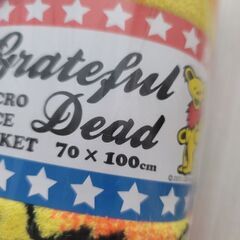 Grateful
Dead
CRO
CE
KET 70×100cm